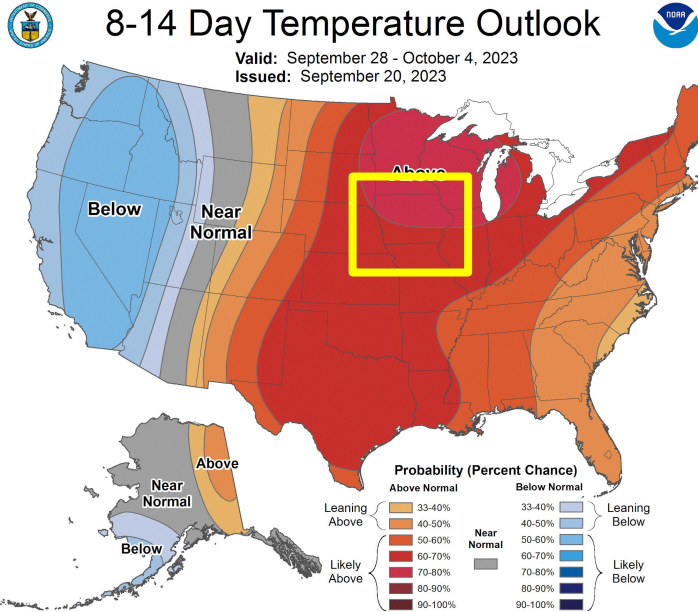 8-14 Day Temperature Outlook
NOAA
Valid: September 28 - October 4, 2023
Issued: September 20, 2023
Above
Below
Near
Normal
Above
Near
Normal
Below
Probability (Percent Chance)
Above Normal
Below Normal
Leaning
Above
33-40%
40-50%
Likely
Above
50-60%
60-70%
70-80%
80-90%
90-100%
Near
Normal
33-40%
40-50%
Leaning
Below
50-60%
60-70%
70-80%
80-90%
90-100%
Likely
Below